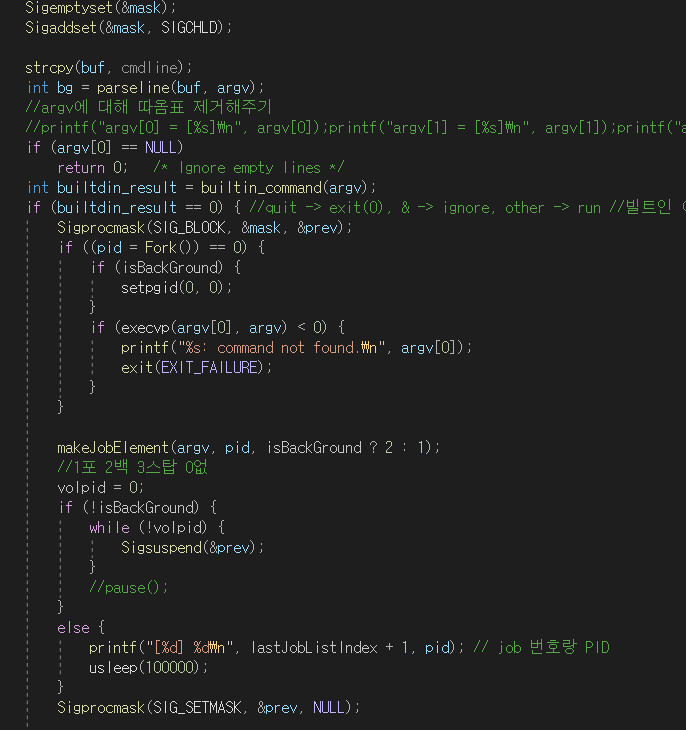 Sigemptyset(&mask);
Sigaddset(&mask, SIGCHLD);
strcpy(buf, cmdline);
int bg = parseline(buf, argv);
//argv에 대해 따옴표 제거해주기
//printf("argv[0] = [%s]₩n", argv[0]);printf("argv[1] = [%s]₩n", argv[1]);printf("a
if (argv[0] == NULL)
return 0;   /* Ignore empty lines */
int builtdin_result = builtin_command(argv);
if (builtdin_result == 0) { //quit -> exit(0), & -> ignore, other -> run //빌트인
Sigprocmask(SIG_BLOCK, &mask, &prev);
if ((pid = Fork()) == 0) {
if (isBackGround) {
setpgid(0, 0);
}
if (execvp(argv[0], argv) < 0) {
printf("%s: command not found.₩n", argv[0]);
exit(EXIT_FAILURE);
}
}
makeJobElement(argv, pid, isBackGround ? 2 : 1);
//1포 2백 3스탑 0없
volpid = 0;
if (!isBackGround) {
while (!volpid) {
Sigsuspend(&prev);
}
//pause();
}
else {
printf("[%d] %d₩n", lastJobListIndex + 1, pid); // job 번호랑 PID
usleep(100000);
}
Sigprocmask(SIG_SETMASK, &prev, NULL);